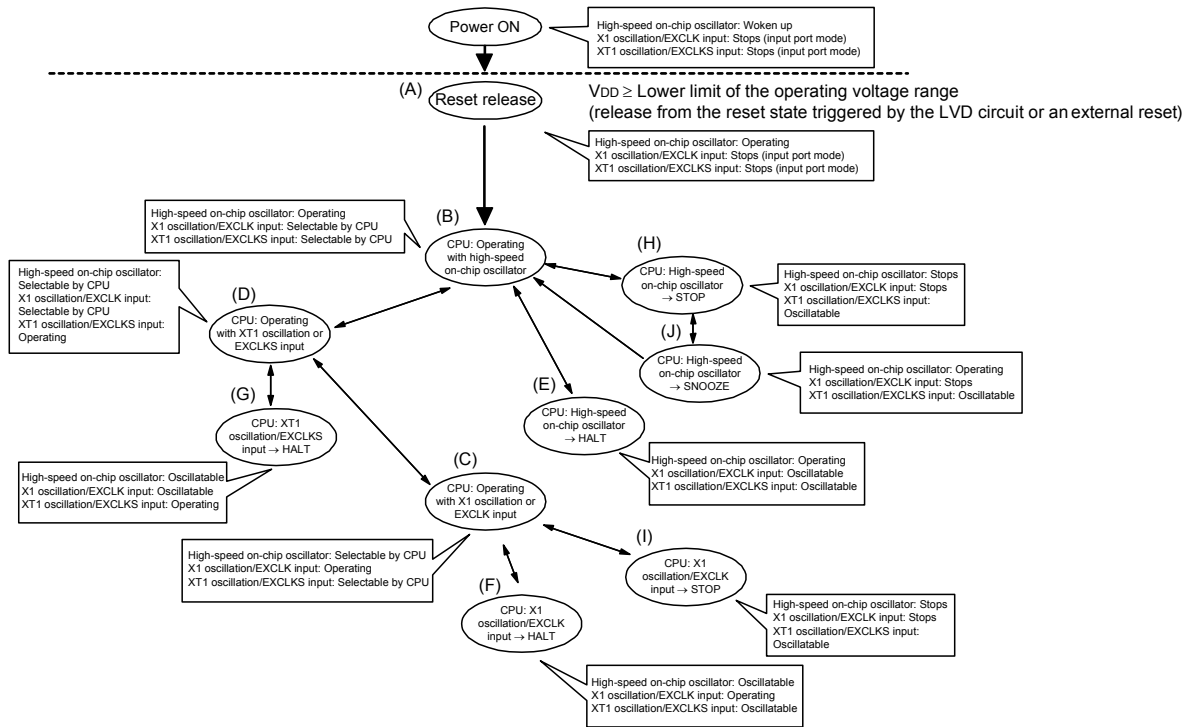 Power ON
High-speed on-chip oscillator: Woken up
X1 oscillation/EXCLK input: Stops (input port mode)
XT1 oscillation/EXCLKS input: Stops (input port mode)
(A)
Reset release
VDD ≥ Lower limit of the operating voltage range
(release from the reset state triggered by the LVD circuit or an external reset)
High-speed on-chip oscillator: Operating
X1 oscillation/EXCLK input: Stops (input port mode)
XT1 oscillation/EXCLKS input: Stops (input port mode)
High-speed on-chip oscillator: Operating
X1 oscillation/EXCLK input: Selectable by CPU
XT1 oscillation/EXCLKS input: Selectable by CPU
(B)
CPU: Operating
with high-speed
on-chip oscillator
(H)
CPU: High-speed
on-chip oscillator
→ STOP
High-speed on-chip oscillator: Stops
X1 oscillation/EXCLK input: Stops
XT1 oscillation/EXCLKS input:
Oscillatable
High-speed on-chip oscillator:
Selectable by CPU
X1 oscillation/EXCLK input:
Selectable by CPU
XT1 oscillation/EXCLKS input:
Operating
(D)
CPU: Operating
with XT1 oscillation or
EXCLKS input
(J)
CPU: High-speed
on-chip oscillator
→ SNOOZE
High-speed on-chip oscillator: Operating
X1 oscillation/EXCLK input: Stops
XT1 oscillation/EXCLKS input: Oscillatable
(E)
CPU: High-speed
on-chip oscillator
→ HALT
High-speed on-chip oscillator: Operating
X1 oscillation/EXCLK input: Oscillatable
XT1 oscillation/EXCLKS input: Oscillatable
(G)
CPU: XT1
oscillation/EXCLKS
input → HALT
High-speed on-chip oscillator: Oscillatable
X1 oscillation/EXCLK input: Oscillatable
XT1 oscillation/EXCLKS input: Operating
(C)
CPU: Operating
with X1 oscillation or
EXCLK input
High-speed on-chip oscillator: Selectable by CPU
X1 oscillation/EXCLK input: Operating
XT1 oscillation/EXCLKS input: Selectable by CPU
(I)
CPU: X1
oscillation/EXCLK
input → STOP
High-speed on-chip oscillator: Stops
X1 oscillation/EXCLK input: Stops
XT1 oscillation/EXCLKS input:
Oscillatable
(F)
CPU: X1
oscillation/EXCLK
input → HALT
High-speed on-chip oscillator: Oscillatable
X1 oscillation/EXCLK input: Operating
XT1 oscillation/EXCLKS input: Oscillatable